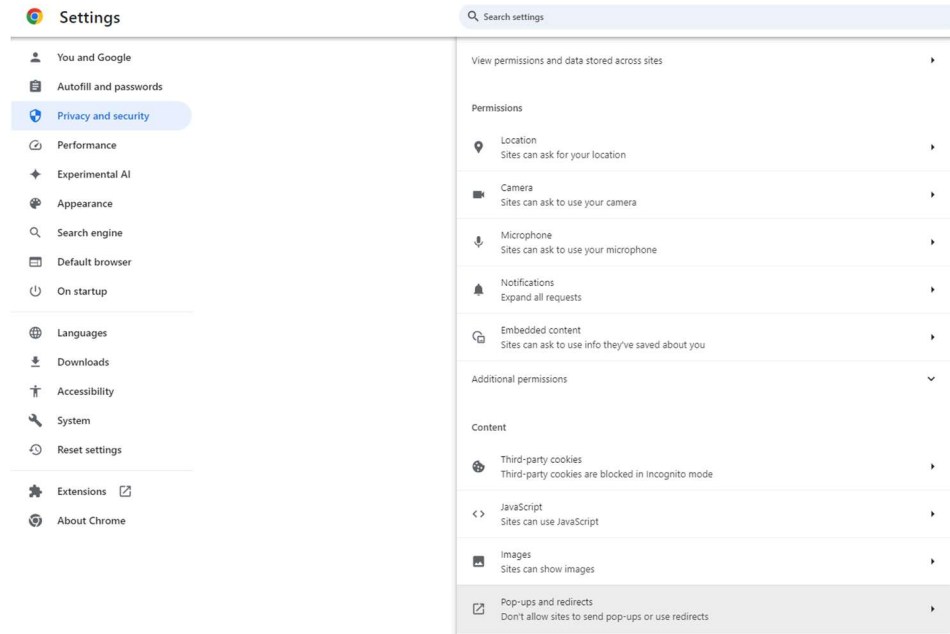 Settings
Search settings
You and Google
Autofill and passwords
Privacy and security
Performance
Experimental AI
Appearance
Search engine
Default browser
On startup
Languages
Downloads
Accessibility
System
Reset settings
Extensions
About Chrome
View permissions and data stored across sites
Permissions
Location
Sites can ask for your location
Camera
Sites can ask to use your camera
Microphone
Sites can ask to use your microphone
Notifications
Expand all requests
Embedded content
Sites can ask to use info they've saved about you
Additional permissions
Content
Third-party cookies
Third-party cookies are blocked in Incognito mode
JavaScript
Sites can use JavaScript
Images
Sites can show images
Pop-ups and redirects
Don't allow sites to send pop-ups or use redirects